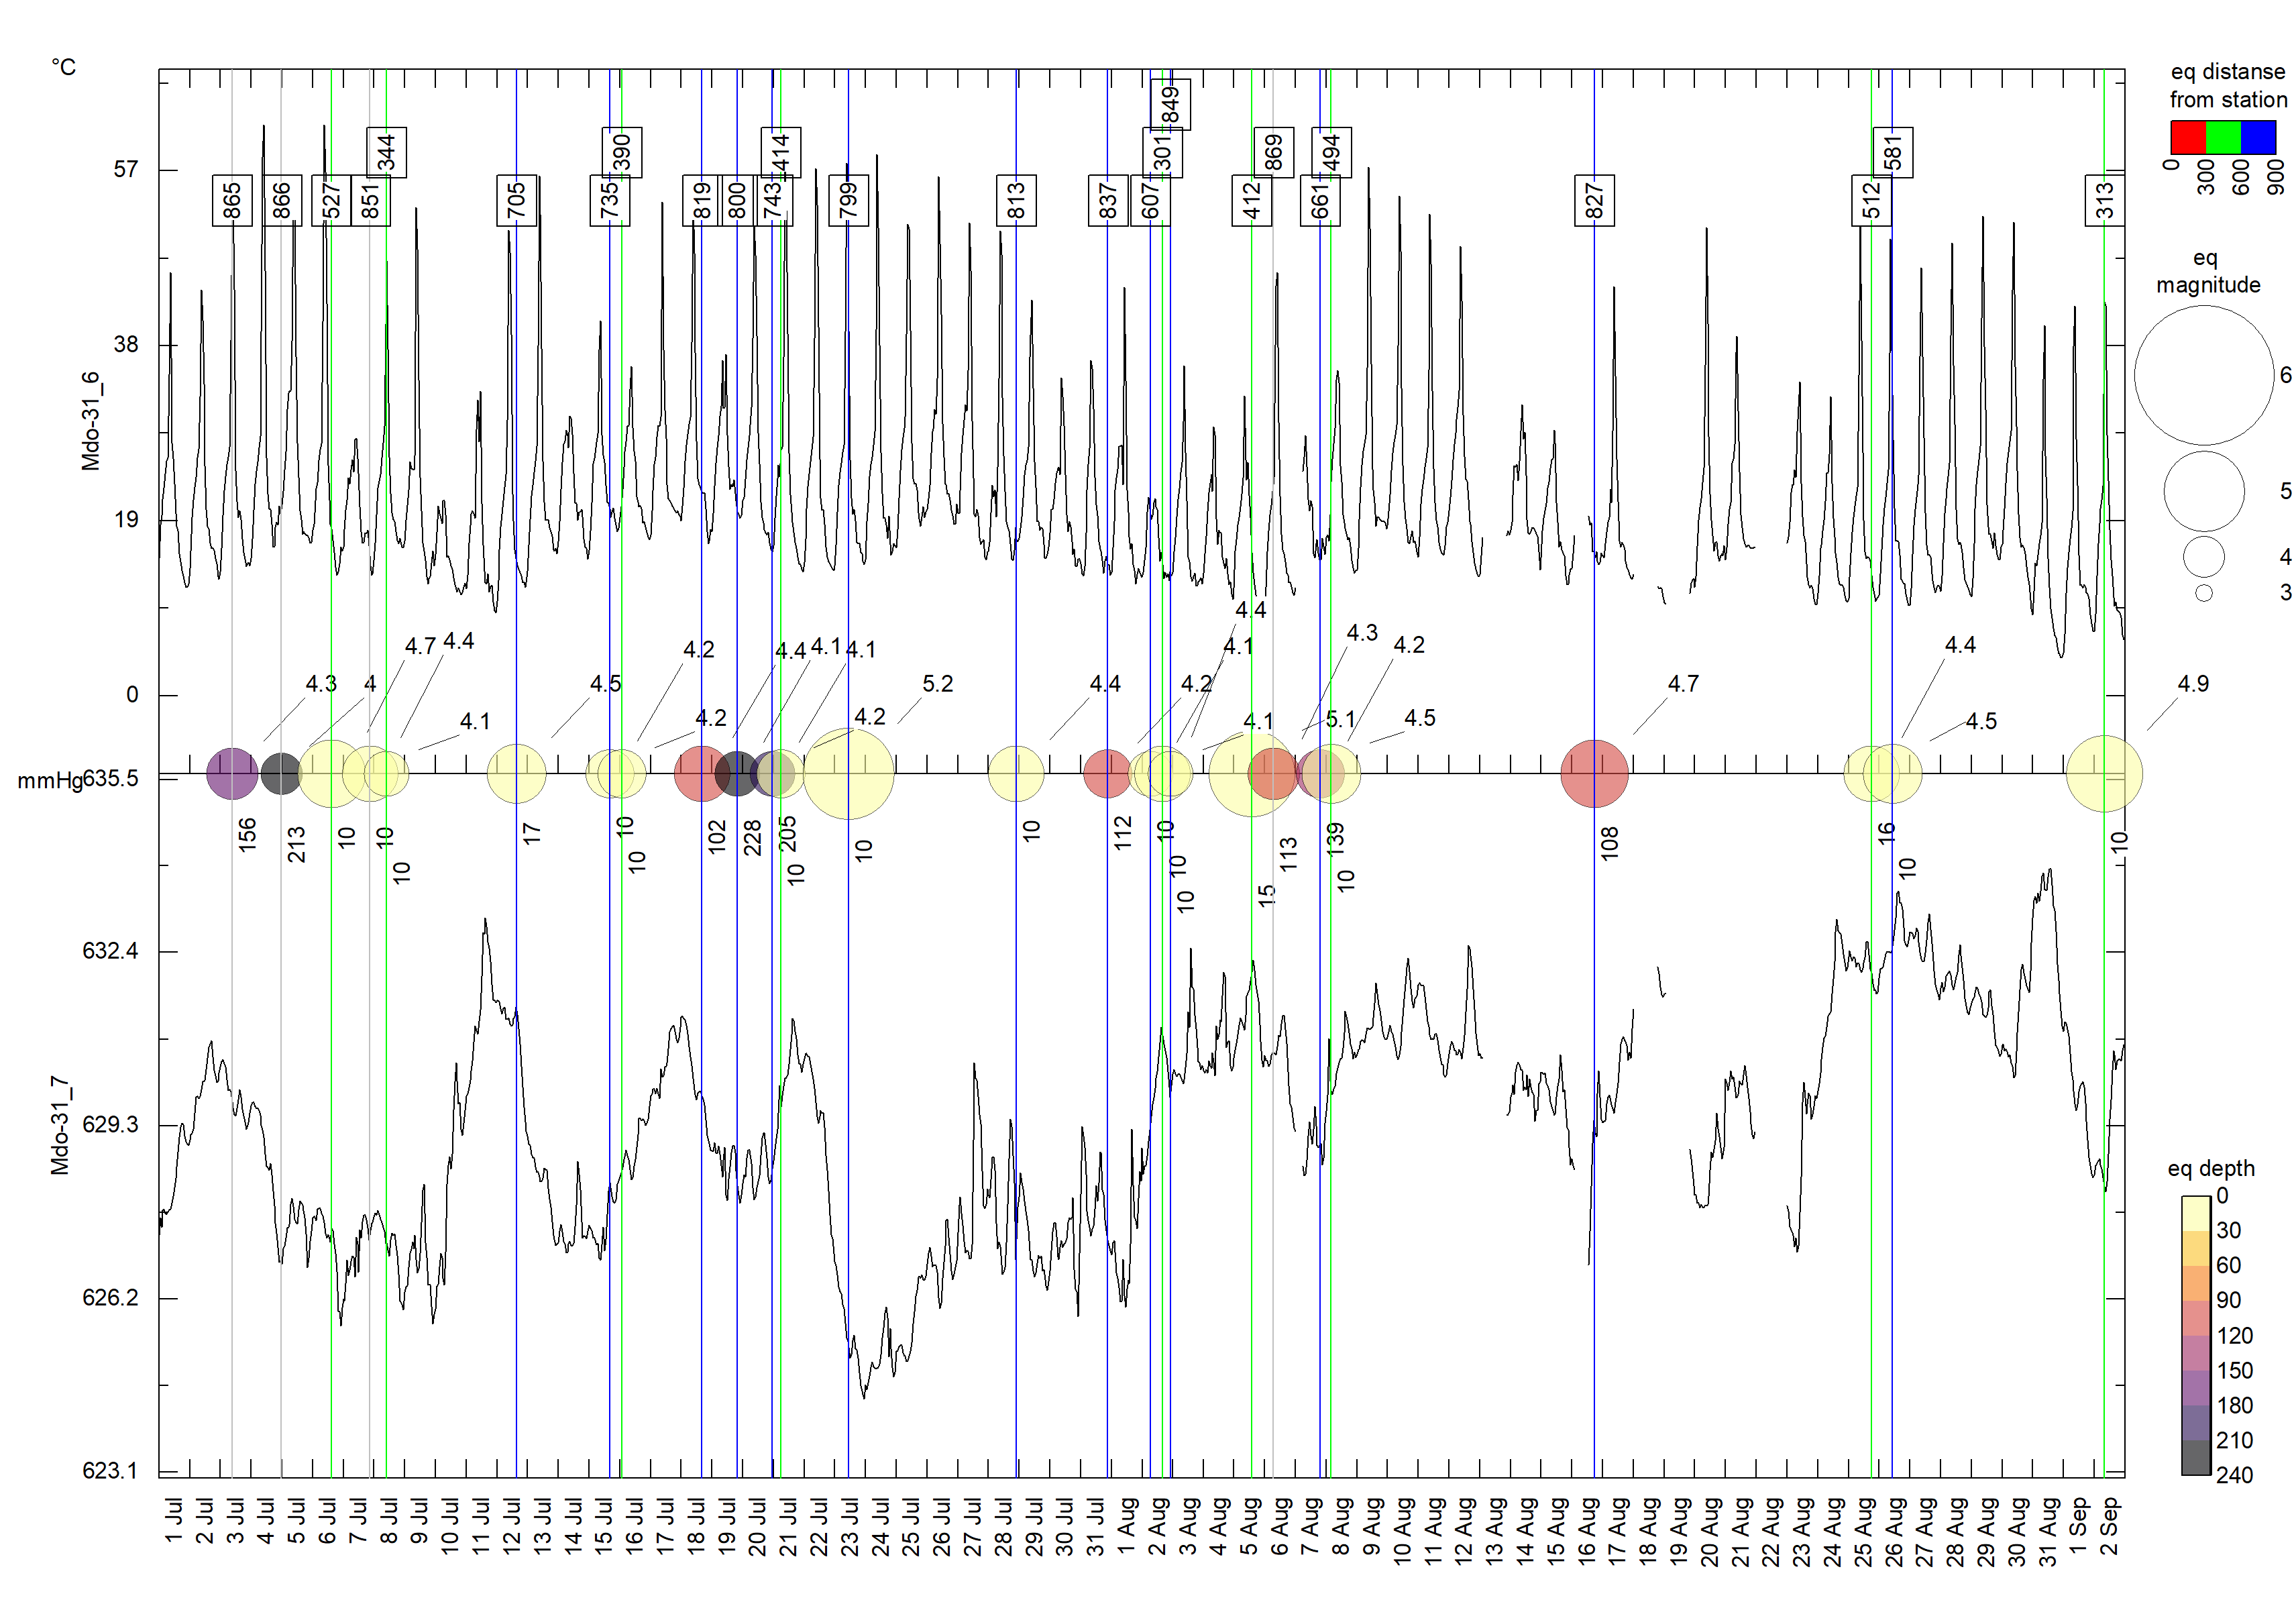 °C
eq distanse
from station
0
300
600
900
849
344
390
414
301
869
494
581
865
866
527
851
705
735
819
800
743
799
813
837
607
412
661
827
512
313
57
38
19
0
Mdo-31_6
eq
magnitude
6
5
4
3
4.4
4.7
4.4
4.2
4.4
4.1
4.1
4.1
4.3
4.2
4.4
4.3
4
4.5
5.2
4.4
4.2
4.7
4.9
4.1
4.2
4.2
4.1
5.1
4.5
4.5
mmHg
635.5
632.4
629.3
626.2
623.1
Mdo-31_7
156
213
10
10
10
17
10
10
102
228
205
10
10
10
112
10
10
10
15
113
139
10
108
16
10
10
eq depth
0
30
60
90
120
150
180
210
240
1 Jul
2 Jul
3 Jul
4 Jul
5 Jul
6 Jul
7 Jul
8 Jul
9 Jul
10 Jul
11 Jul
12 Jul
13 Jul
14 Jul
15 Jul
16 Jul
17 Jul
18 Jul
19 Jul
20 Jul
21 Jul
22 Jul
23 Jul
24 Jul
25 Jul
26 Jul
27 Jul
28 Jul
29 Jul
30 Jul
31 Jul
1 Aug
2 Aug
3 Aug
4 Aug
5 Aug
6 Aug
7 Aug
8 Aug
9 Aug
10 Aug
11 Aug
12 Aug
13 Aug
14 Aug
15 Aug
16 Aug
17 Aug
18 Aug
19 Aug
20 Aug
21 Aug
22 Aug
23 Aug
24 Aug
25 Aug
26 Aug
27 Aug
28 Aug
29 Aug
30 Aug
31 Aug
1 Sep
2 Sep